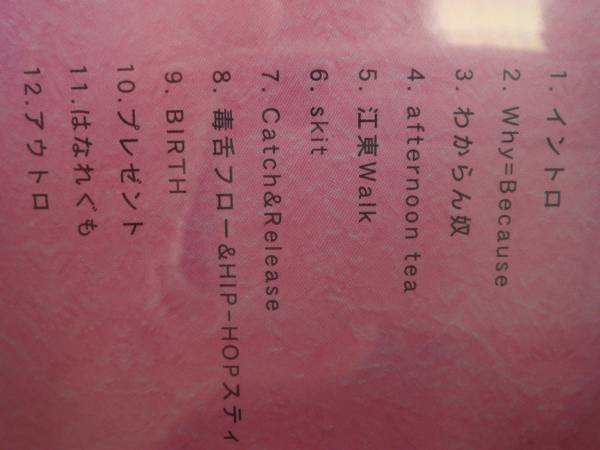 1. イントロ
2. Why=Because
3. わからん奴
4. afternoon tea
5. 江東Walk
6. skit
7. Catch&Release
8. 毒舌フロー&HIP-HOPスティ
9. BIRTH
10.プレゼント
11.はなれぐも
12.アウトロ